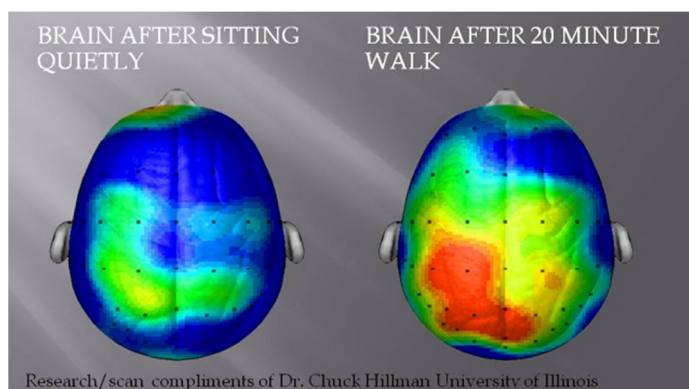 BRAIN AFTER SITTING
QUIETLY
BRAIN AFTER 20 MINUTE
WALK
Research/scan compliments of Dr. Chuck Hillman University of Illinois